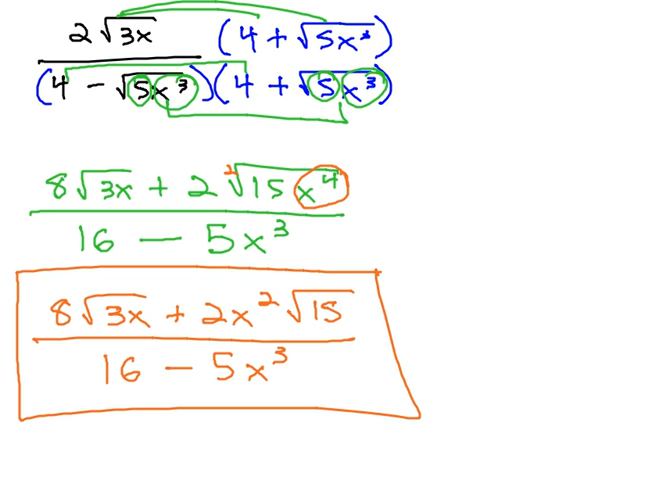 2√3x (4 + √5x³)
(4 − √5x³)(4 + √5x³)
8√3x + 2 ²√15x⁴
16 − 5x³
8√3x + 2x²√15
16 − 5x³